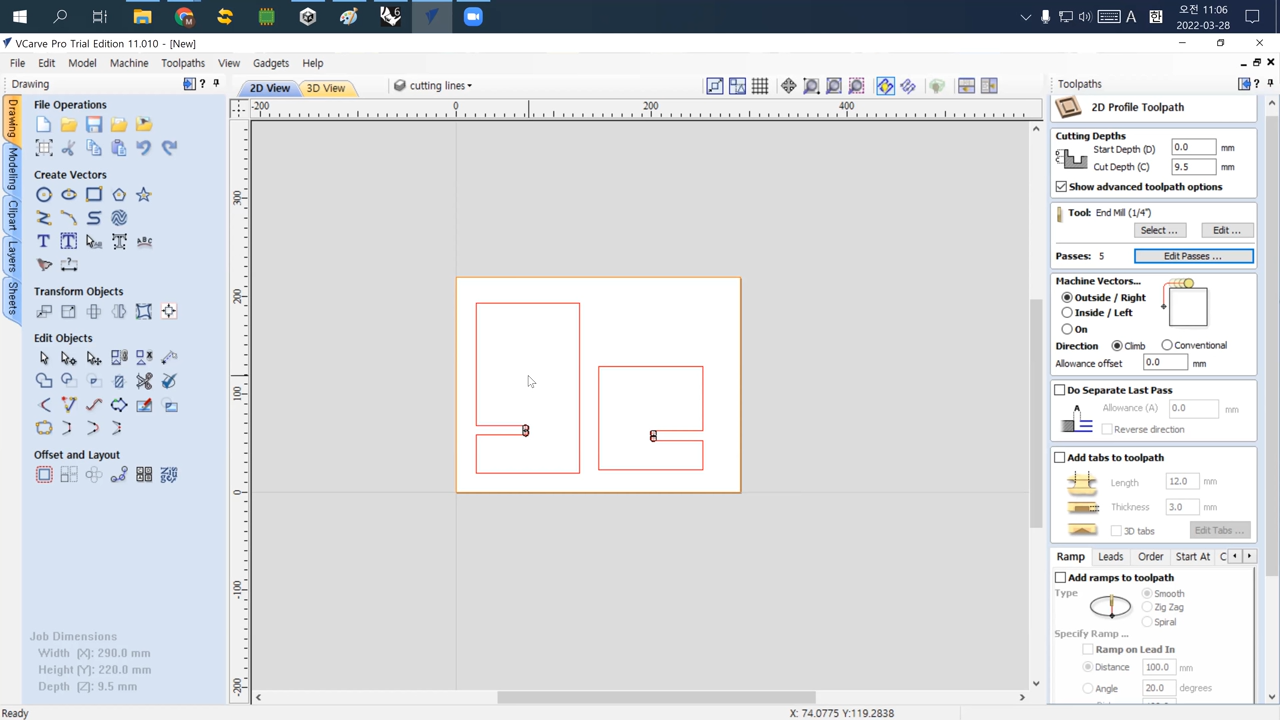 A
한
오전 11:06
2022-03-28
VCarve Pro Trial Edition 11.010 - [New]
File Edit Model Machine Toolpaths View Gadgets Help
Drawing
Drawing
Modeling
Clipart
Layers
Sheets
File Operations
Create Vectors
Transform Objects
Edit Objects
Offset and Layout
Job Dimensions
Width (X): 290.0 mm
Height (Y): 220.0 mm
Depth (Z): 9.5 mm
2D View 3D View cutting lines
-200 0 200 400
300
200
100
0
-100
-200
Toolpaths
2D Profile Toolpath
Cutting Depths
Start Depth (D) 0.0 mm
Cut Depth (C) 9.5 mm
Show advanced toolpath options
Tool: End Mill (1/4")
Select ... Edit ...
Passes: 5 Edit Passes ...
Machine Vectors...
Outside / Right
Inside / Left
On
Direction Climb Conventional
Allowance offset 0.0 mm
Do Separate Last Pass
A Allowance (A) 0.0 mm
Reverse direction
Add tabs to toolpath
Length 12.0 mm
Thickness 3.0 mm
3D tabs Edit Tabs ...
Ramp Leads Order Start At C
Add ramps to toolpath
Type Smooth
Zig Zag
Spiral
Specify Ramp ...
Ramp on Lead In
Distance 100.0 mm
Angle 20.0 degrees
Ready X: 74.0775 Y:119.2838